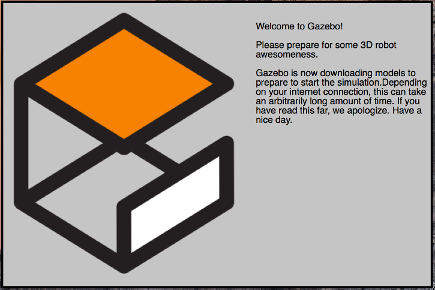 Welcome to Gazebo!
Please prepare for some 3D robot
awesomeness.
Gazebo is now downloading models to
prepare to start the simulation.Depending
on your internet connection, this can take
an arbitrarily long amount of time. If you
have read this far, we apologize. Have a
nice day.